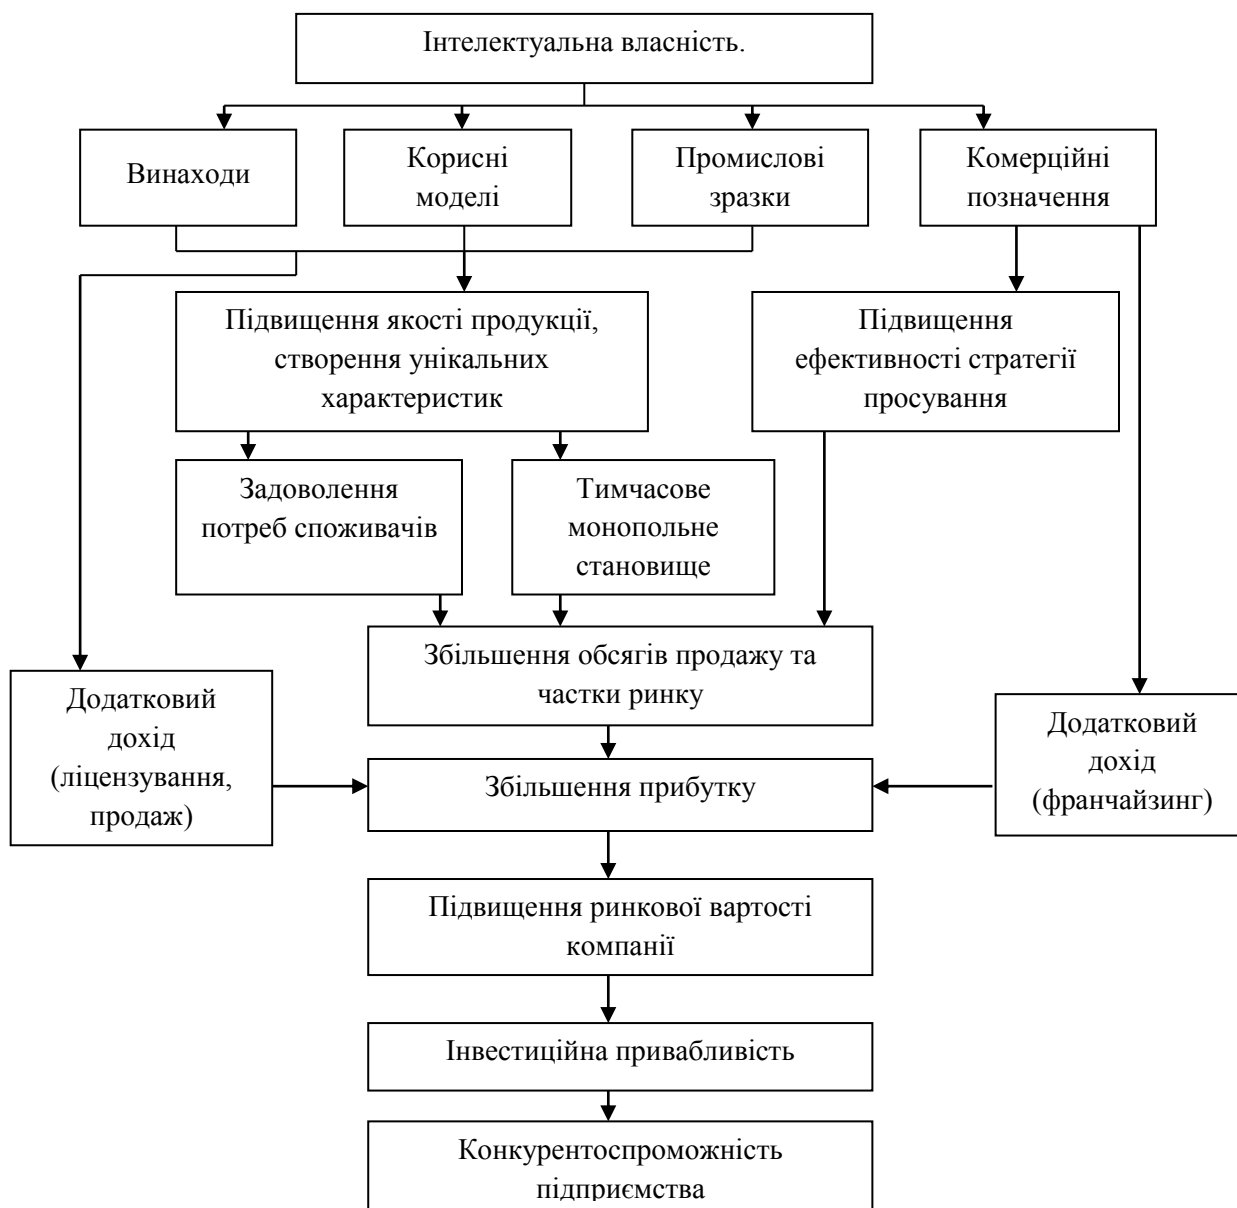 Інтелектуальна власність.
Винаходи
Корисні
моделі
Промислові
зразки
Комерційні
позначення
Підвищення якості продукції,
створення унікальних
характеристик
Підвищення
ефективності стратегії
просування
Задоволення
потреб споживачів
Тимчасове
монопольне
становище
Збільшення обсягів продажу та
частки ринку
Додатковий
дохід
(ліцензування,
продаж)
Збільшення прибутку
Додатковий
дохід
(франчайзинг)
Підвищення ринкової вартості
компанії
Інвестиційна привабливість
Конкурентоспроможність
підприємства